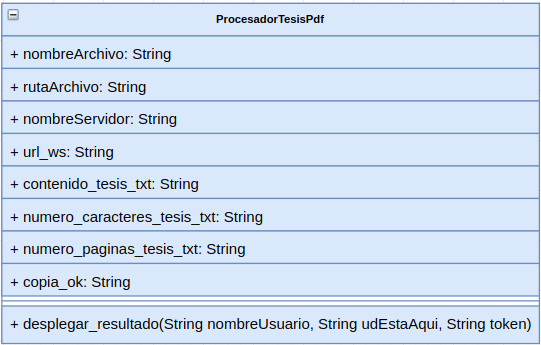 ProcesadorTesisPdf
+ nombreArchivo: String
+ rutaArchivo: String
+ nombreServidor: String
+ url_ws: String
+ contenido_tesis_txt: String
+ numero_caracteres_tesis_txt: String
+ numero_paginas_tesis_txt: String
+ copia_ok: String
+ desplegar_resultado(String nombreUsuario, String udEstaAqui, String token)